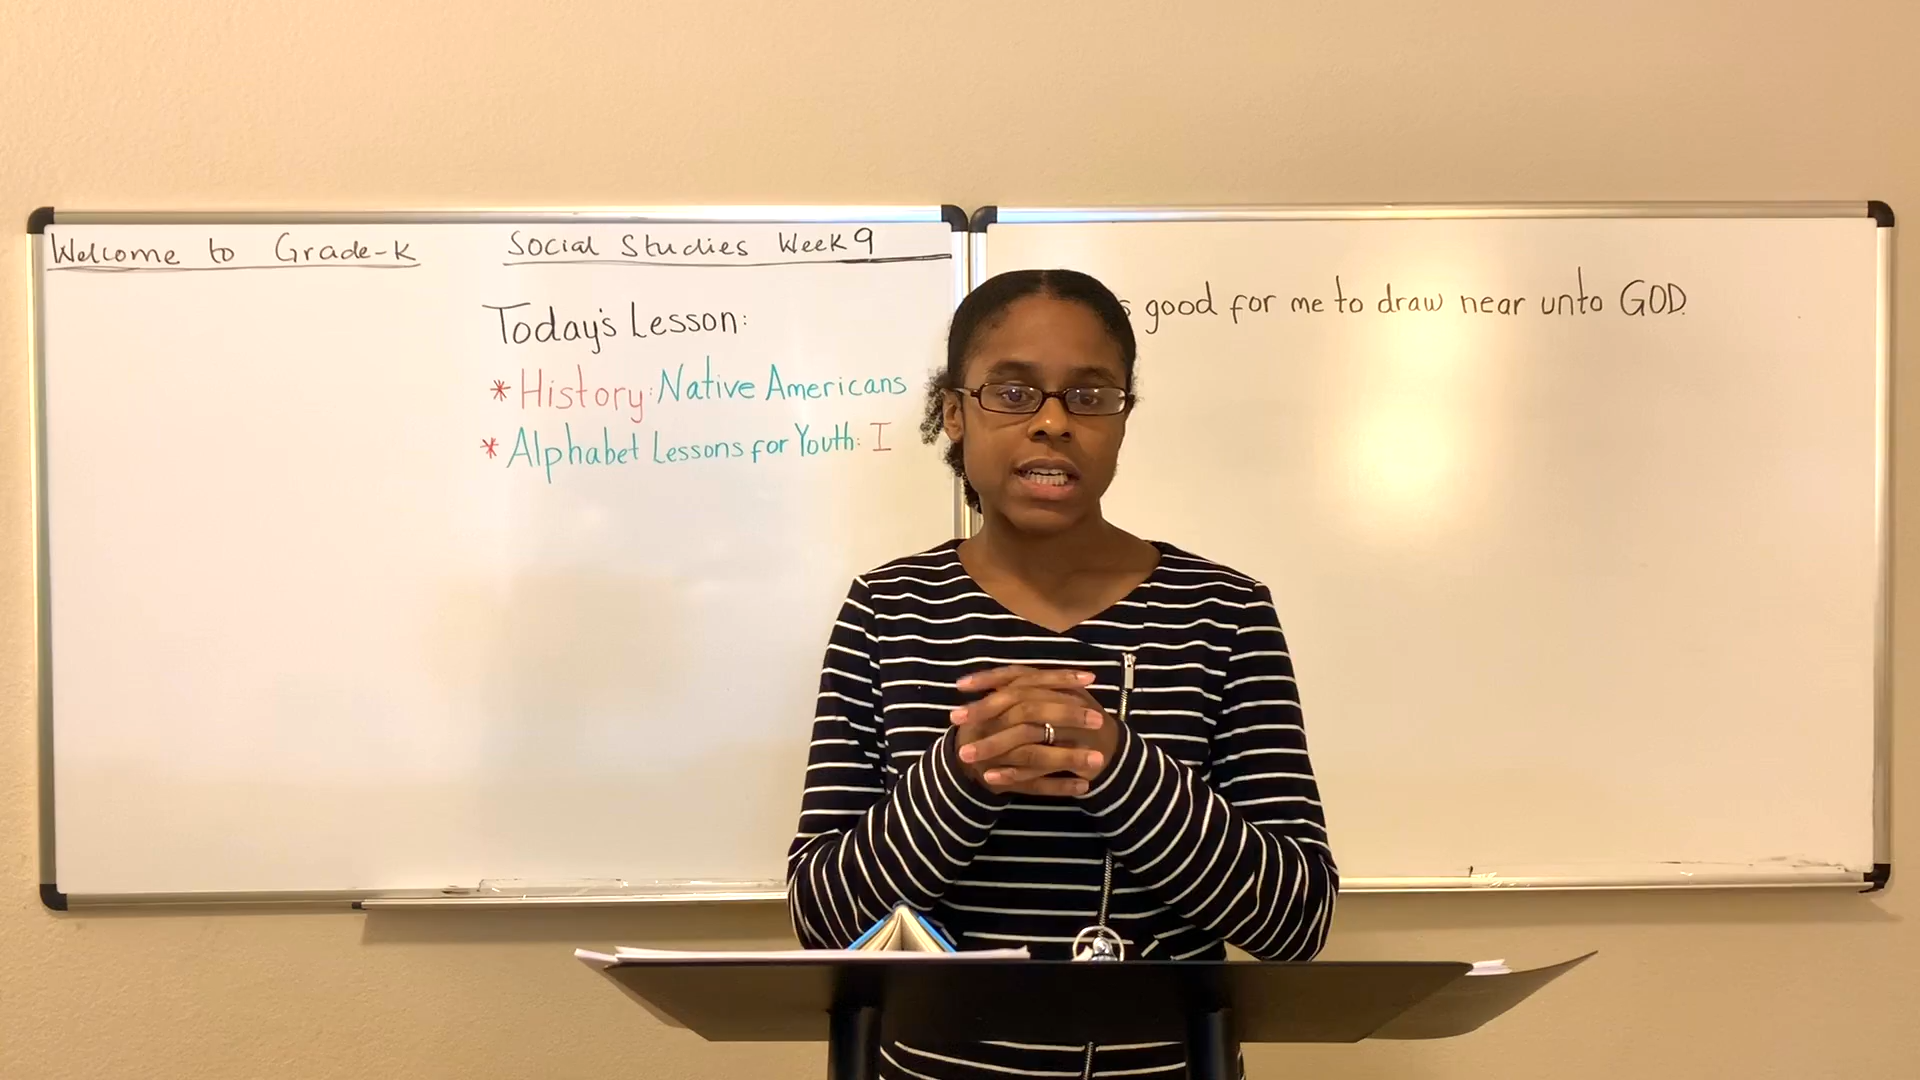 Welcome to Grade-K
Social Studies Week 9
Today's Lesson:
* History: Native Americans
* Alphabet Lessons for Youth: I
good for me to draw near unto GOD.